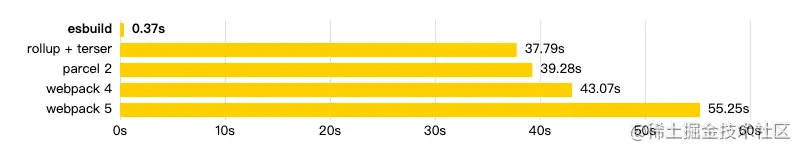 esbuild 0.37s
rollup + terser 37.79s
parcel 2 39.28s
webpack 4 43.07s
webpack 5 55.25s
0s 10s 20s 30s 40s 50s 60s
@稀土掘金技术社区